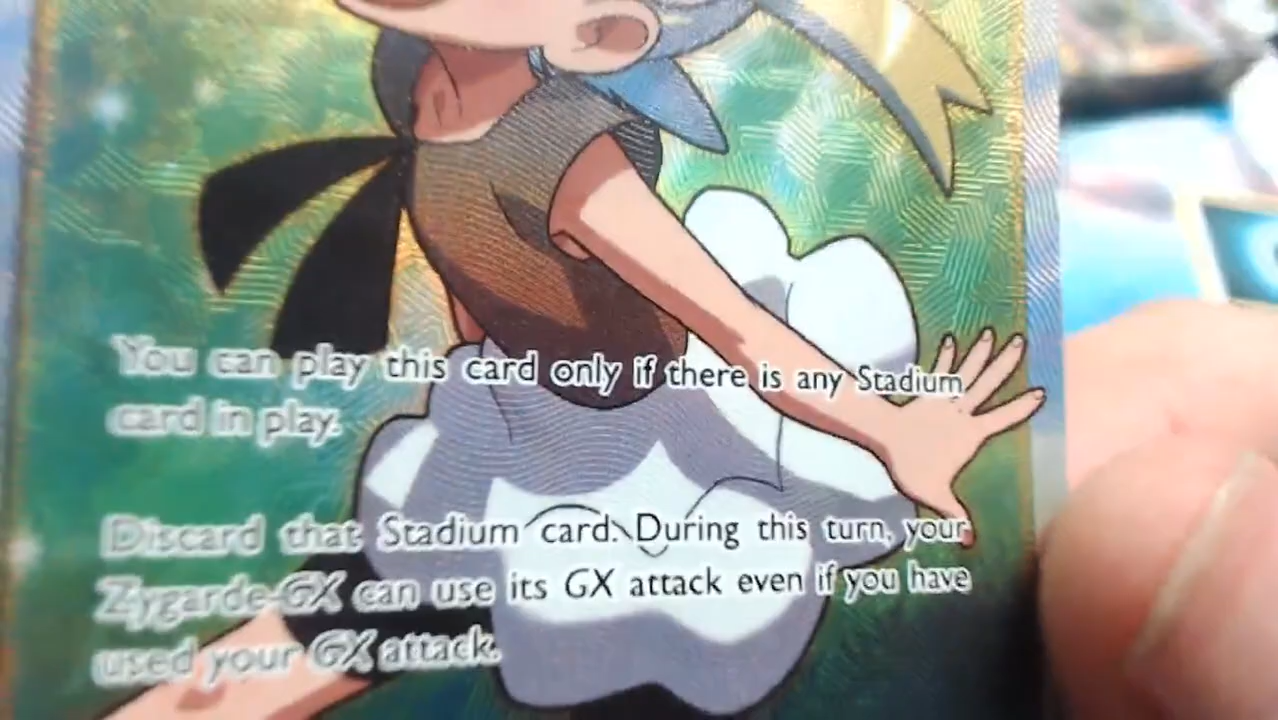 You can play this card only if there is any Stadium
card in play.
Discard that Stadium card. During this turn, your
Zygarde-GX can use its GX attack even if you have
used your GX attack.